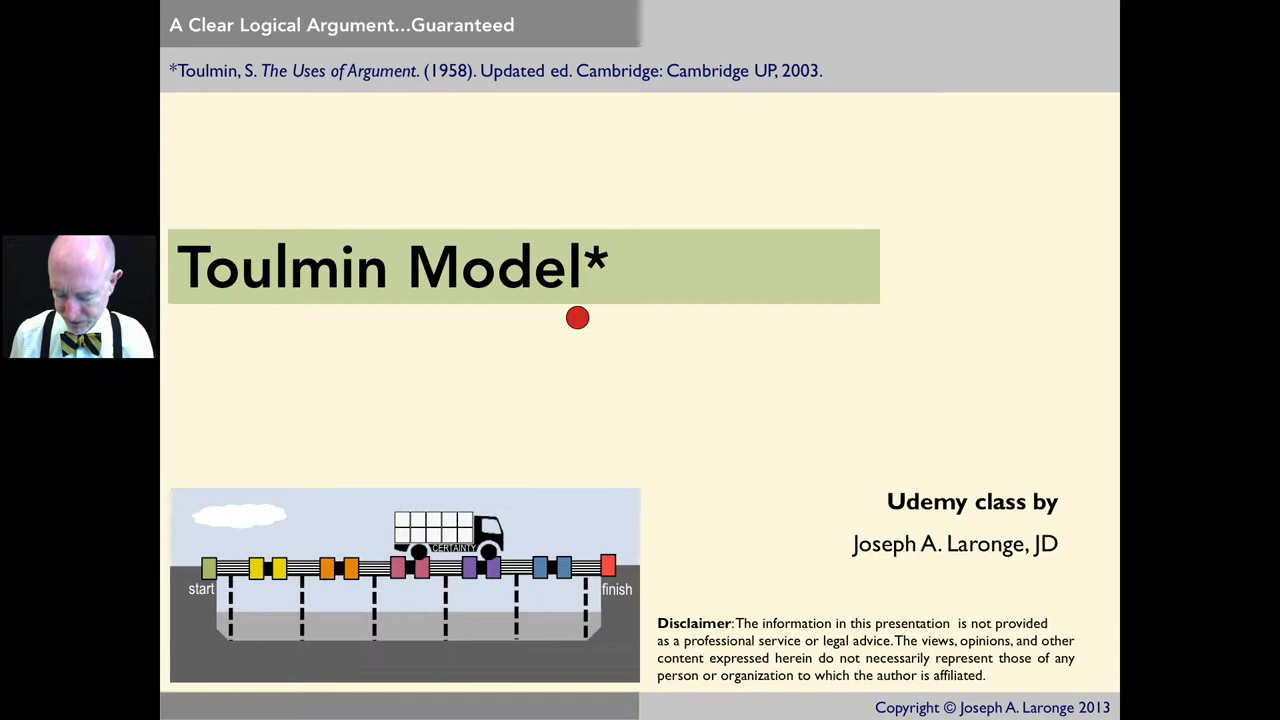 A Clear Logical Argument...Guaranteed
*Toulmin, S. The Uses of Argument. (1958). Updated ed. Cambridge: Cambridge UP, 2003.
Toulmin Model*
CERTAINTY
start
finish
Udemy class by
Joseph A. Laronge, JD
Disclaimer: The information in this presentation is not provided
as a professional service or legal advice. The views, opinions, and other
content expressed herein do not necessarily represent those of any
person or organization to which the author is affiliated.
Copyright © Joseph A. Laronge 2013